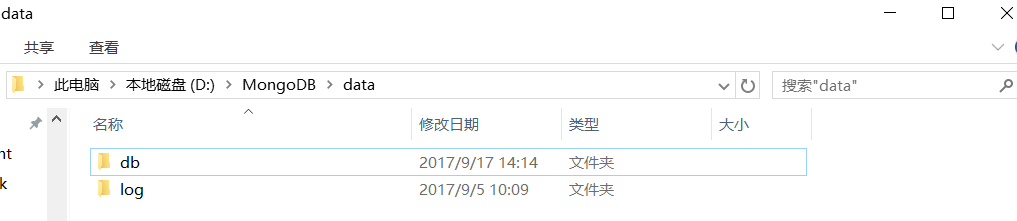 data
共享 查看
此电脑 本地磁盘 (D:) MongoDB data 搜索"data"
名称 修改日期 类型 大小
db 2017/9/17 14:14 文件夹
nt
log 2017/9/5 10:09 文件夹
k